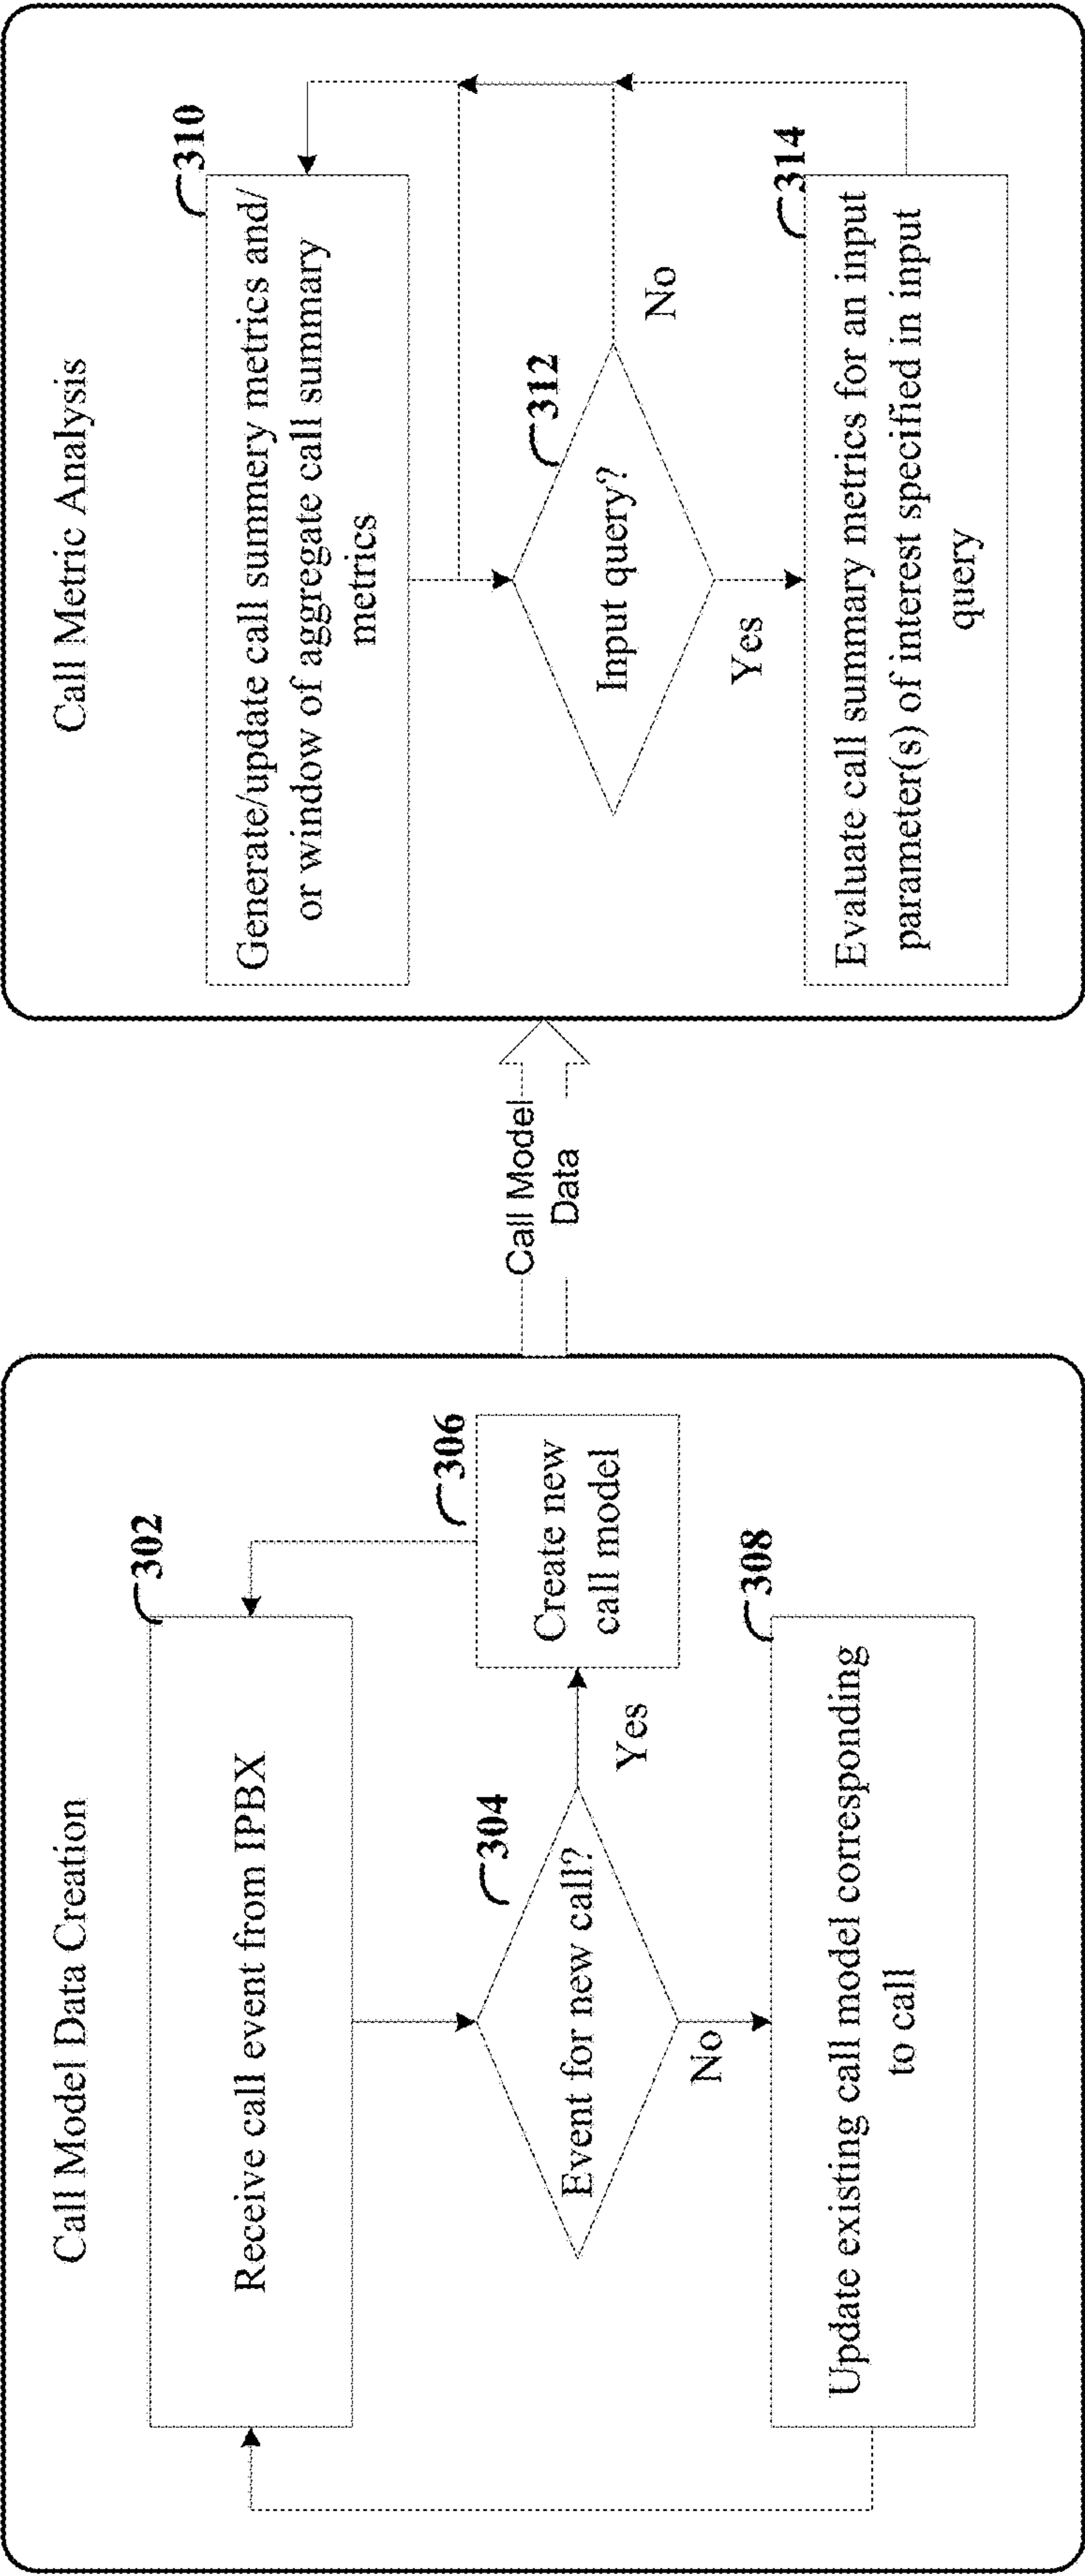 Call Model Data Creation
302
Receive call event from IPBX
304
Event for new call?
Yes
306
Create new
call model
No
308
Update existing call model corresponding
to call
Call Model
Data
Call Metric Analysis
310
Generate/update call summery metrics and/
or window of aggregate call summary
metrics
312
Input query?
No
Yes
314
Evaluate call summary metrics for an input
parameter(s) of interest specified in input
query